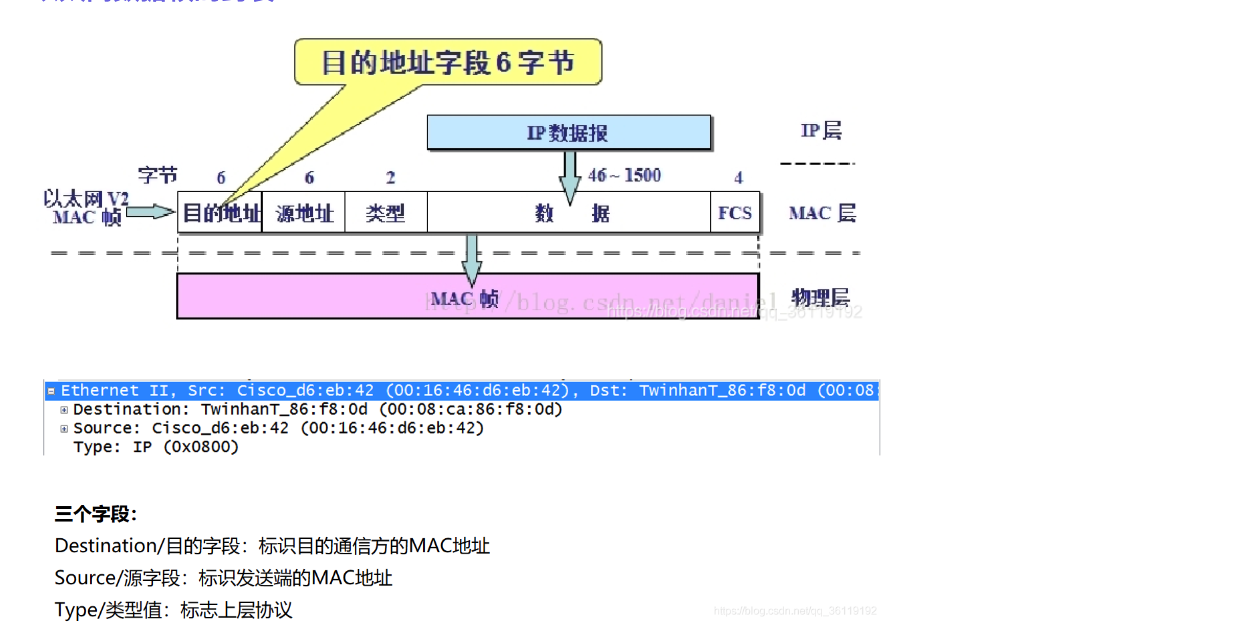 目的地址字段6字节
IP数据报
IP层
字节 6 6 2 46~1500 4
以太网 V2
MAC 帧
目的地址 源地址 类型 数 据 FCS
MAC 层
MAC 帧
物理层
http://blog.csdn.net/daniel
https://blog.csdn.net/qq_36119192
Ethernet II, Src: Cisco_d6:eb:42 (00:16:46:d6:eb:42), Dst: TwinhanT_86:f8:0d (00:08:
Destination: TwinhanT_86:f8:0d (00:08:ca:86:f8:0d)
Source: Cisco_d6:eb:42 (00:16:46:d6:eb:42)
Type: IP (0x0800)
三个字段：
Destination/目的字段：标识目的通信方的MAC地址
Source/源字段：标识发送端的MAC地址
Type/类型值：标志上层协议
https://blog.csdn.net/qq_36119192